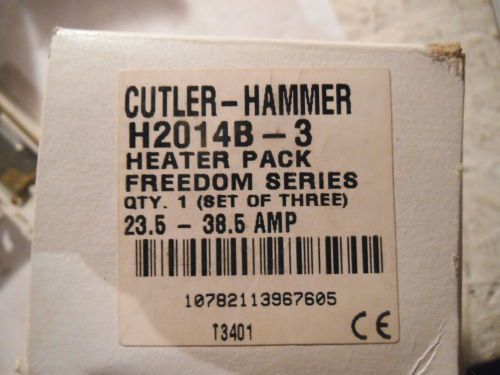 CUTLER-HAMMER
H2014B-3
HEATER PACK
FREEDOM SERIES
QTY. 1 (SET OF THREE)
23.5 - 38.5 AMP
10782113967605
T3401 CE